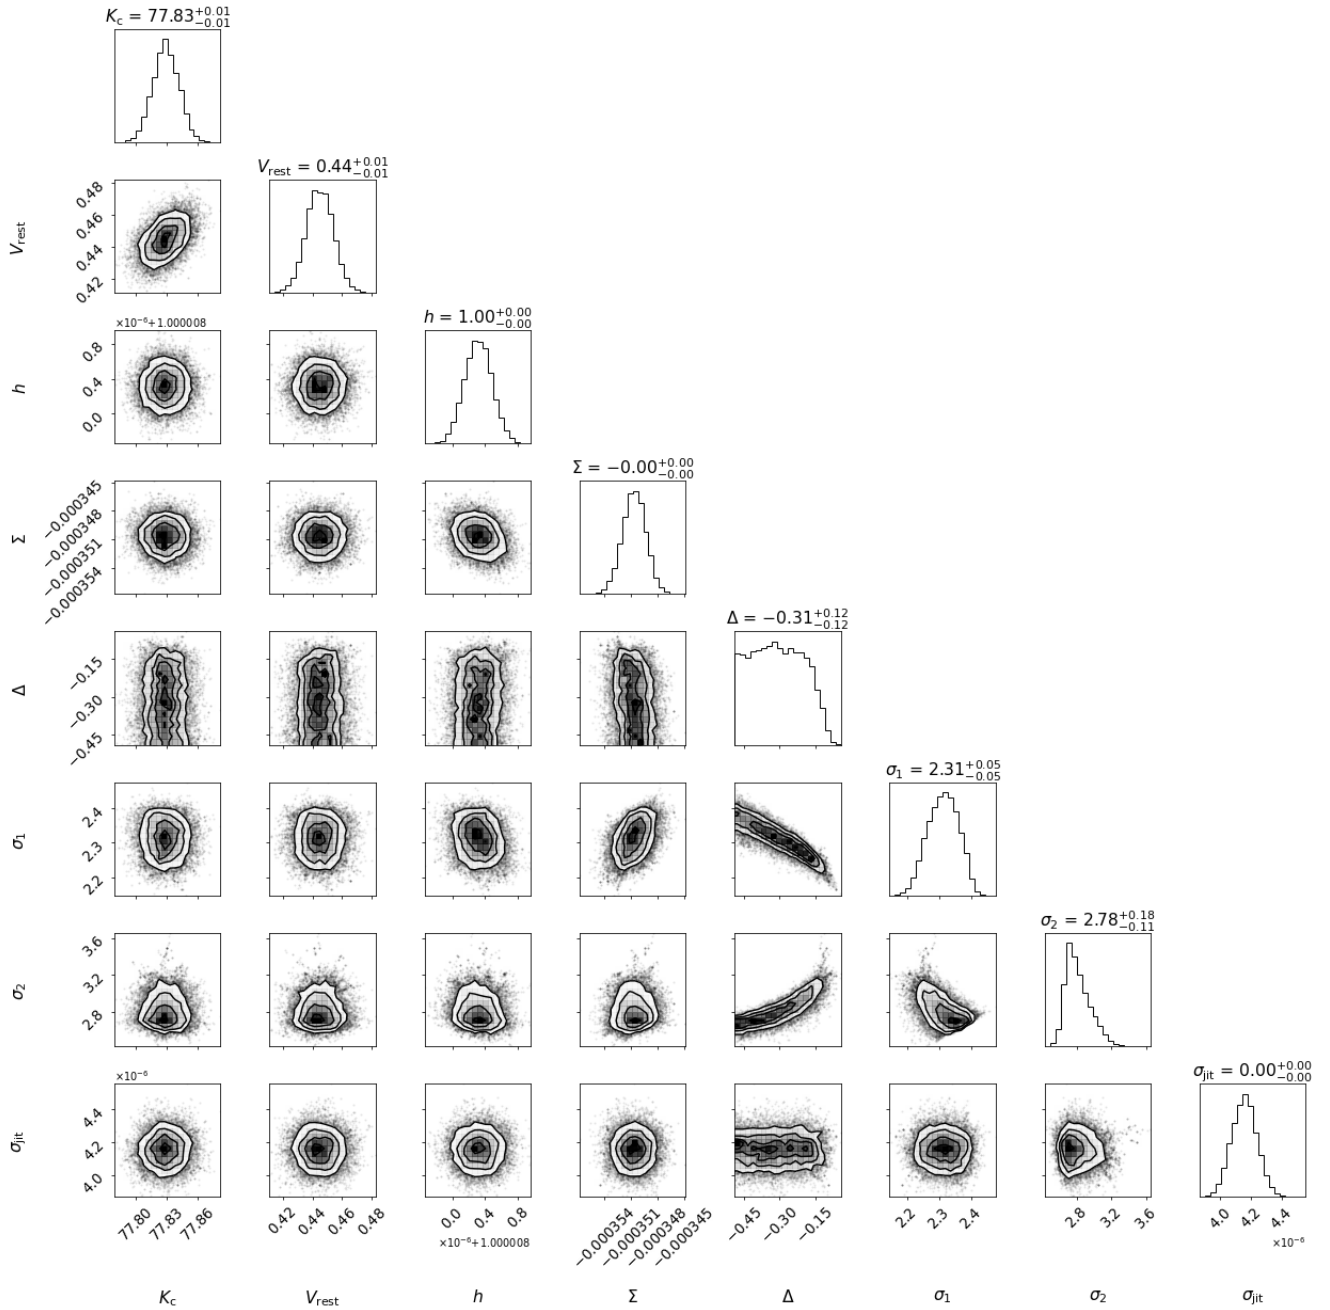 K_c = 77.83^{+0.01}_{-0.01}
V_rest = 0.44^{+0.01}_{-0.01}
V_rest
0.48
0.46
0.44
0.42
h = 1.00^{+0.00}_{-0.00}
×10⁻⁶+1.000008
h
0.8
0.4
0.0
Σ = −0.00^{+0.00}_{-0.00}
Σ
−0.000345
−0.000348
−0.000351
−0.000354
Δ = −0.31^{+0.12}_{-0.12}
Δ
−0.15
−0.30
−0.45
σ₁ = 2.31^{+0.05}_{-0.05}
σ₁
2.4
2.3
2.2
σ₂ = 2.78^{+0.18}_{-0.11}
σ₂
3.6
3.2
2.8
σ_jit = 0.00^{+0.00}_{-0.00}
×10⁻⁶
σ_jit
4.4
4.2
4.0
77.80 77.83 77.86
0.42 0.44 0.46 0.48
0.0 0.4 0.8
−0.000354 −0.000351 −0.000348 −0.000345
−0.45 −0.30 −0.15
2.2 2.3 2.4
2.8 3.2 3.6
4.0 4.2 4.4
×10⁻⁶+1.000008
×10⁻⁶
K_c V_rest h Σ Δ σ₁ σ₂ σ_jit